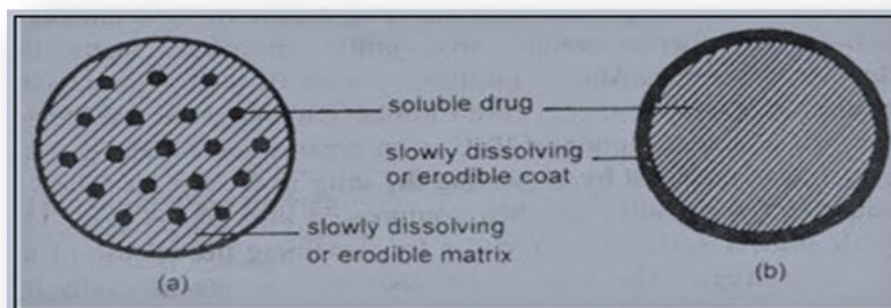 soluble drug
slowly dissolving
or erodible coat
slowly dissolving
or erodible matrix
(a)
(b)